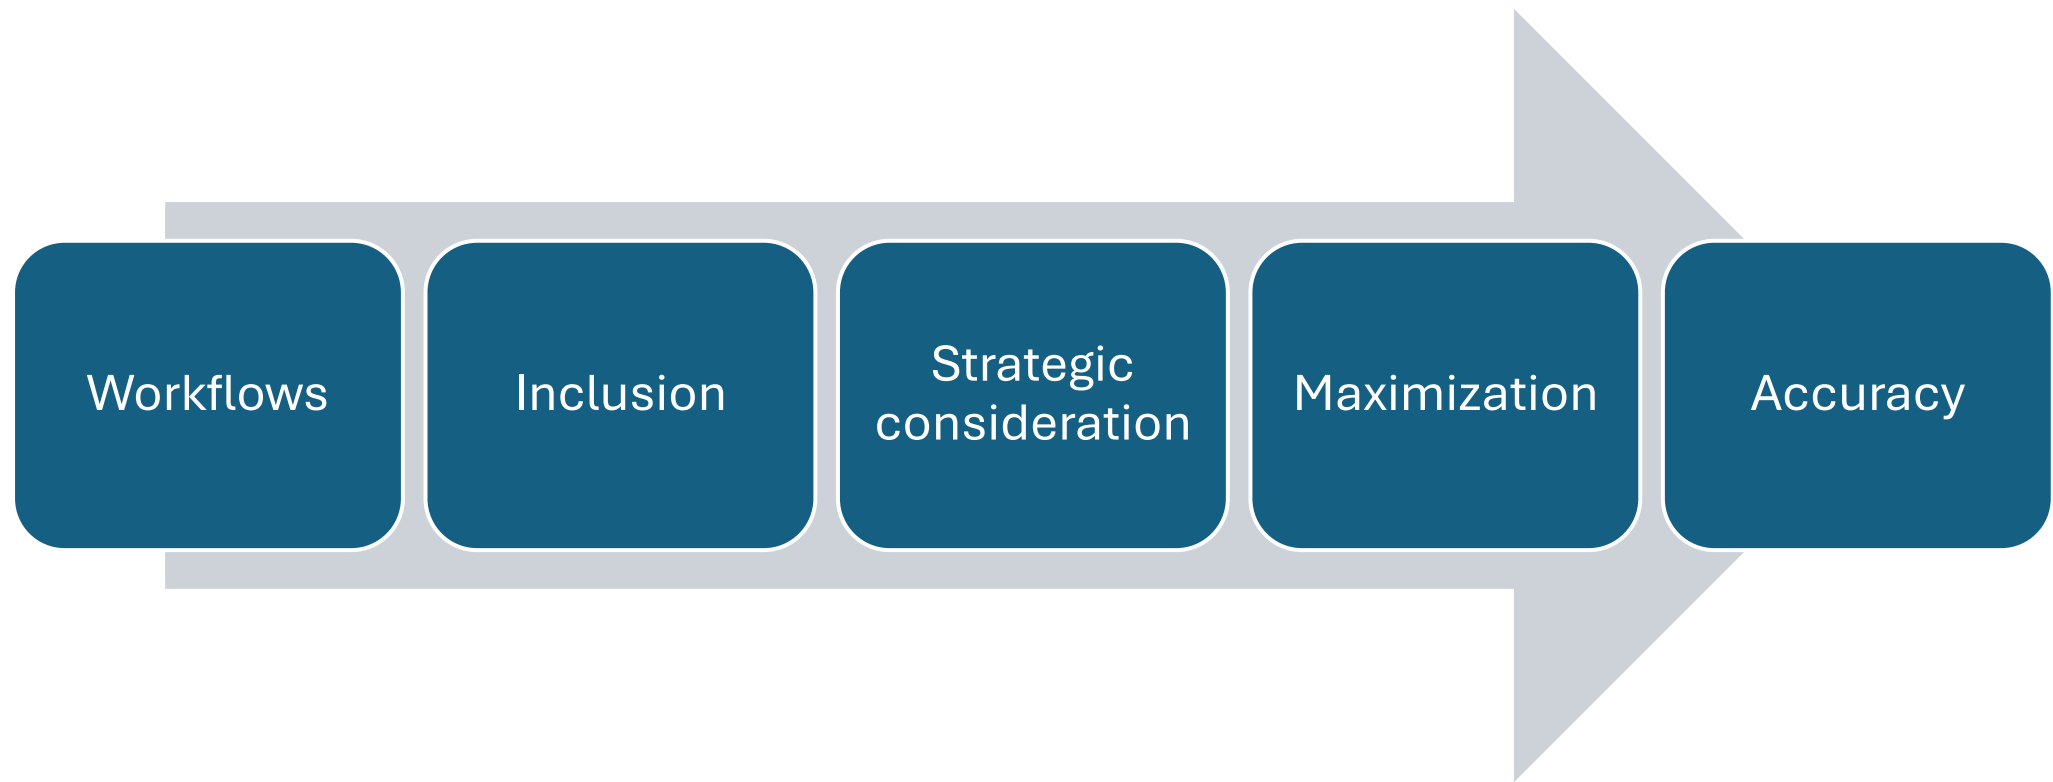 Workflows
Inclusion
Strategic
consideration
Maximization
Accuracy